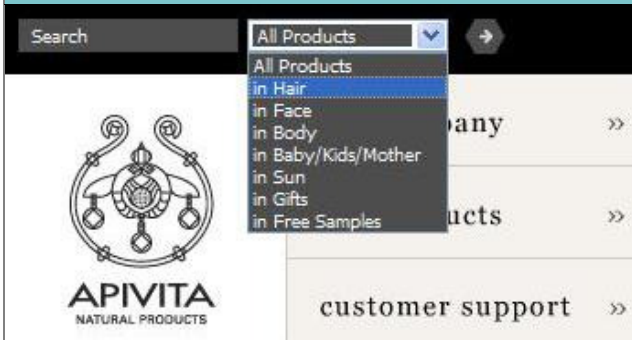 Search
All Products
All Products
in Hair
in Face
in Body
in Baby/Kids/Mother
in Sun
in Gifts
in Free Samples
any »
ucts »
customer support »
APIVITA
NATURAL PRODUCTS